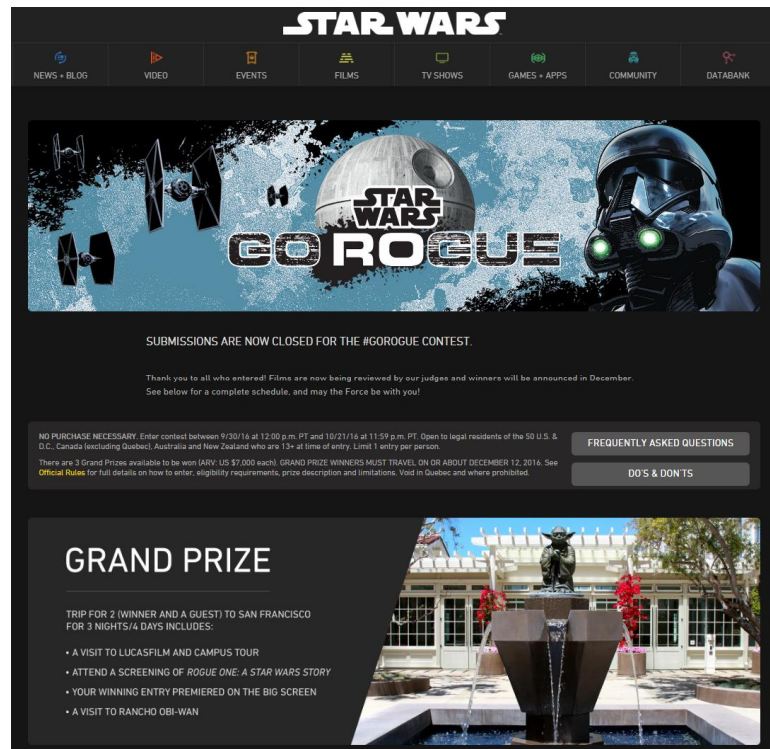 STAR WARS
NEWS + BLOG
VIDEO
EVENTS
FILMS
TV SHOWS
GAMES + APPS
COMMUNITY
DATABANK
STAR
WARS
GO ROGUE
SUBMISSIONS ARE NOW CLOSED FOR THE #GOROGUE CONTEST.
Thank you to all who entered! Films are now being reviewed by our judges and winners will be announced in December.
See below for a complete schedule, and may the Force be with you!
NO PURCHASE NECESSARY. Enter contest between 9/30/16 at 12:00 p.m. PT and 10/21/16 at 11:59 p.m. PT. Open to legal residents of the 50 U.S. &
D.C., Canada (excluding Quebec), Australia and New Zealand who are 13+ at time of entry. Limit 1 entry per person.
There are 3 Grand Prizes available to be won (ARV: US $7,000 each). GRAND PRIZE WINNERS MUST TRAVEL ON OR ABOUT DECEMBER 12, 2016. See
Official Rules for full details on how to enter, eligibility requirements, prize description and limitations. Void in Quebec and where prohibited.
FREQUENTLY ASKED QUESTIONS
DO'S & DON'TS
GRAND PRIZE
TRIP FOR 2 (WINNER AND A GUEST) TO SAN FRANCISCO
FOR 3 NIGHTS/4 DAYS INCLUDES:
• A VISIT TO LUCASFILM AND CAMPUS TOUR
• ATTEND A SCREENING OF ROGUE ONE: A STAR WARS STORY
• YOUR WINNING ENTRY PREMIERED ON THE BIG SCREEN
• A VISIT TO RANCHO OBI-WAN